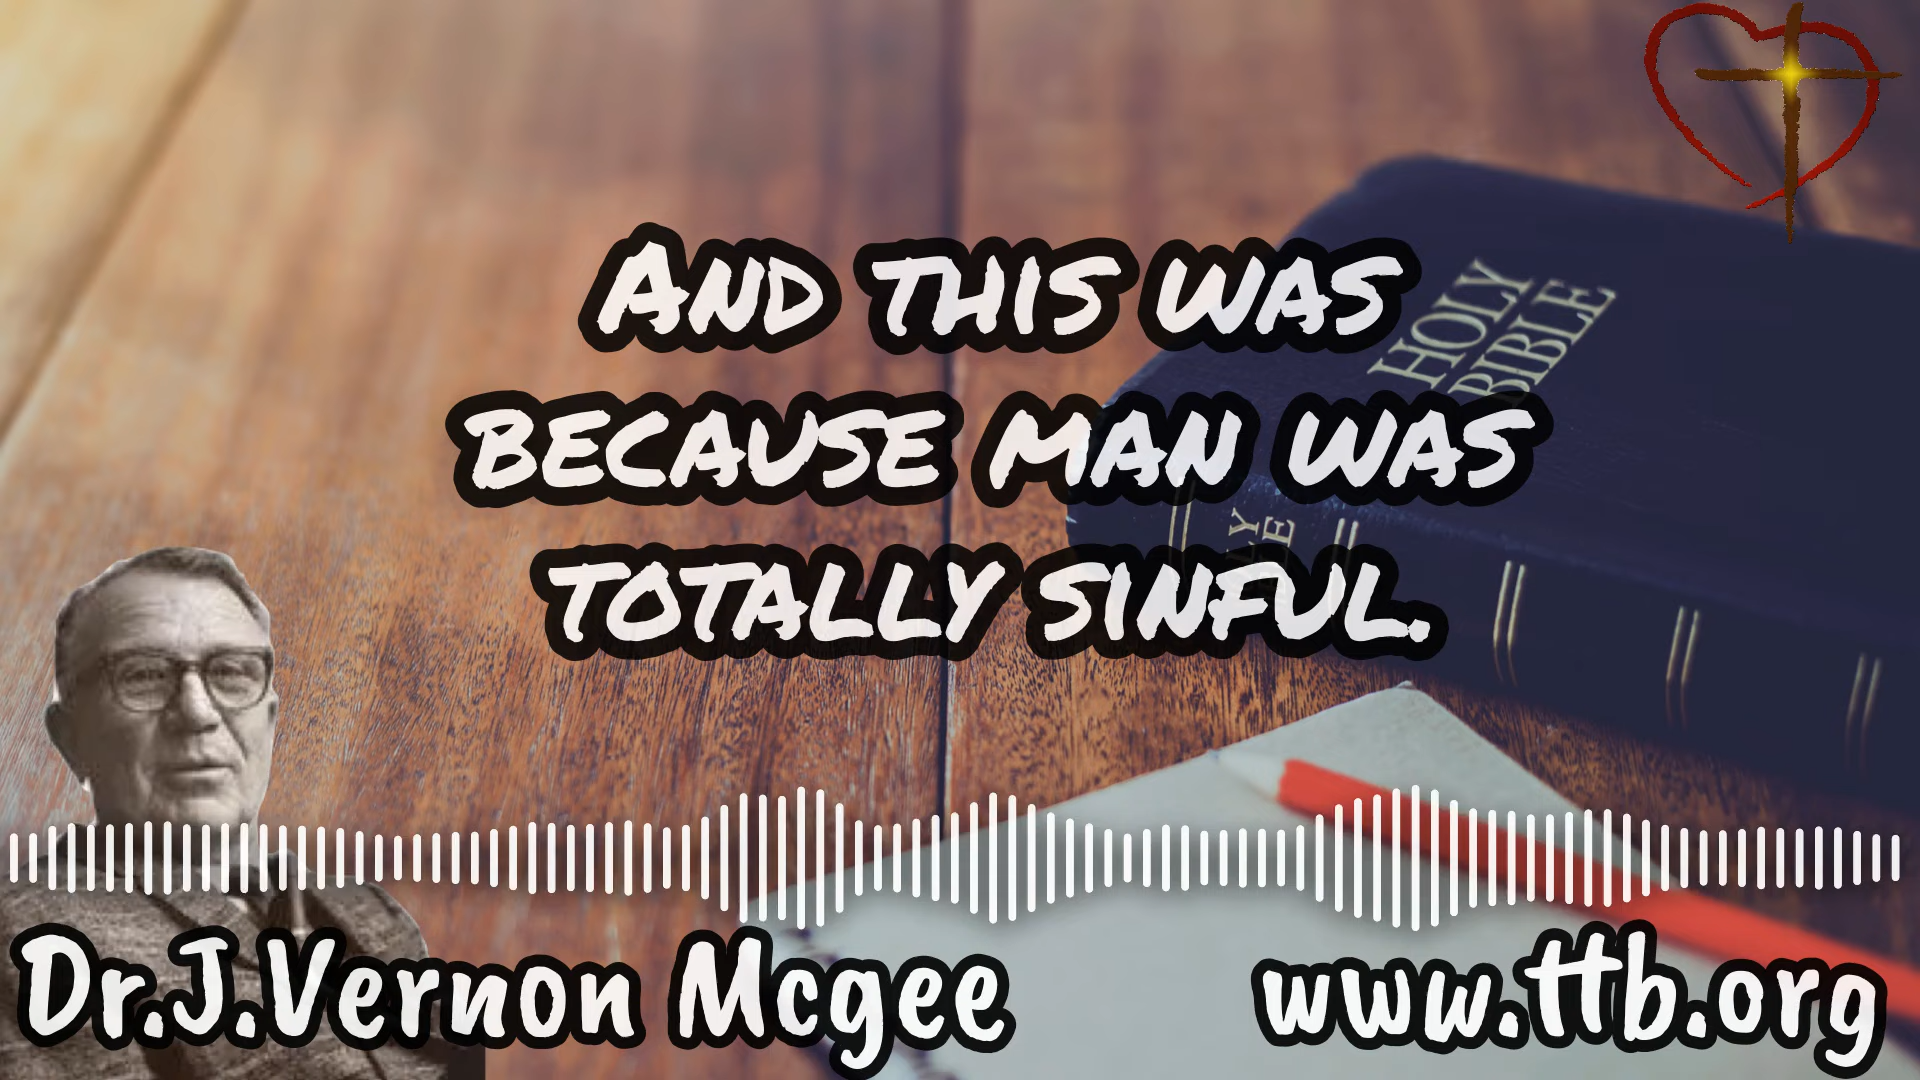 And this was
because man was
totally sinful.
HOLY
BIBLE
Dr.J.Vernon Mcgee
www.ttb.org